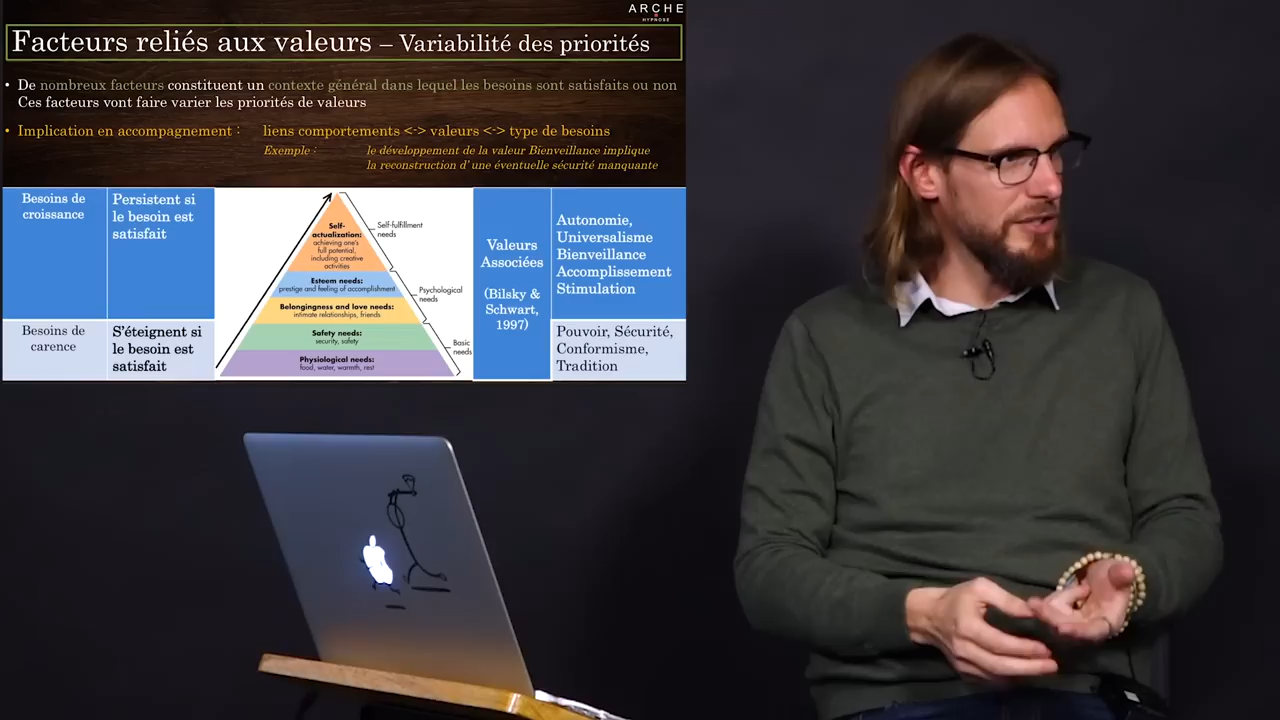 ARCHE
HYPNOSE
Facteurs reliés aux valeurs – Variabilité des priorités
• De nombreux facteurs constituent un contexte général dans lequel les besoins sont satisfaits ou non
Ces facteurs vont faire varier les priorités de valeurs
• Implication en accompagnement : liens comportements <-> valeurs <-> type de besoins
Exemple : le développement de la valeur Bienveillance implique
la reconstruction d' une éventuelle sécurité manquante
Besoins de
croissance
Persistent si
le besoin est
satisfait
Besoins de
carence
S'éteignent si
le besoin est
satisfait
Self-
actualization:
achieving one's
full potential,
including creative
activities
Esteem needs:
prestige and feeling of accomplishment
Belongingness and love needs:
intimate relationships, friends
Safety needs:
security, safety
Physiological needs:
food, water, warmth, rest
Self-fulfillment
needs
Psychological
needs
Basic
needs
Valeurs
Associées
(Bilsky &
Schwart,
1997)
Autonomie,
Universalisme
Bienveillance
Accomplissement
Stimulation
Pouvoir, Sécurité,
Conformisme,
Tradition